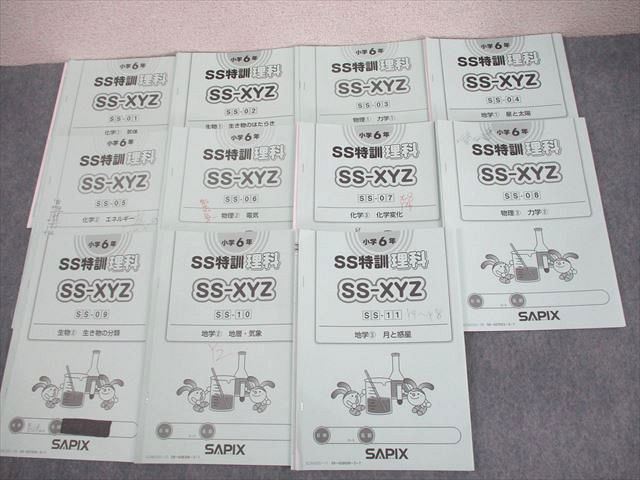 小学6年
SS特訓 理科
SS-XYZ
SS-01
化学① 気体
小学6年
SS特訓 理科
SS-XYZ
SS-02
生物① 生き物のはたらき
小学6年
SS特訓 理科
SS-XYZ
SS-03
物理① 力学①
小学6年
SS特訓 理科
SS-XYZ
SS-04
地学① 星と太陽
小学6年
SS特訓 理科
SS-XYZ
SS-05
化学② エネルギー
小学6年
SS特訓 理科
SS-XYZ
SS-06
物理② 電気
SS特訓 理科
SS-XYZ
SS-07
化学③ 化学変化
小学6年
SS特訓 理科
SS-XYZ
SS-08
物理③ 力学②
SAPIX
小学6年
SS特訓 理科
SS-XYZ
SS-09
生物② 生き物の分類
SAPIX
小学6年
SS特訓 理科
SS-XYZ
SS-10
地学② 地層・気象
SAPIX
小学6年
SS特訓 理科
SS-XYZ
SS-11
地学③ 月と惑星
SAPIX